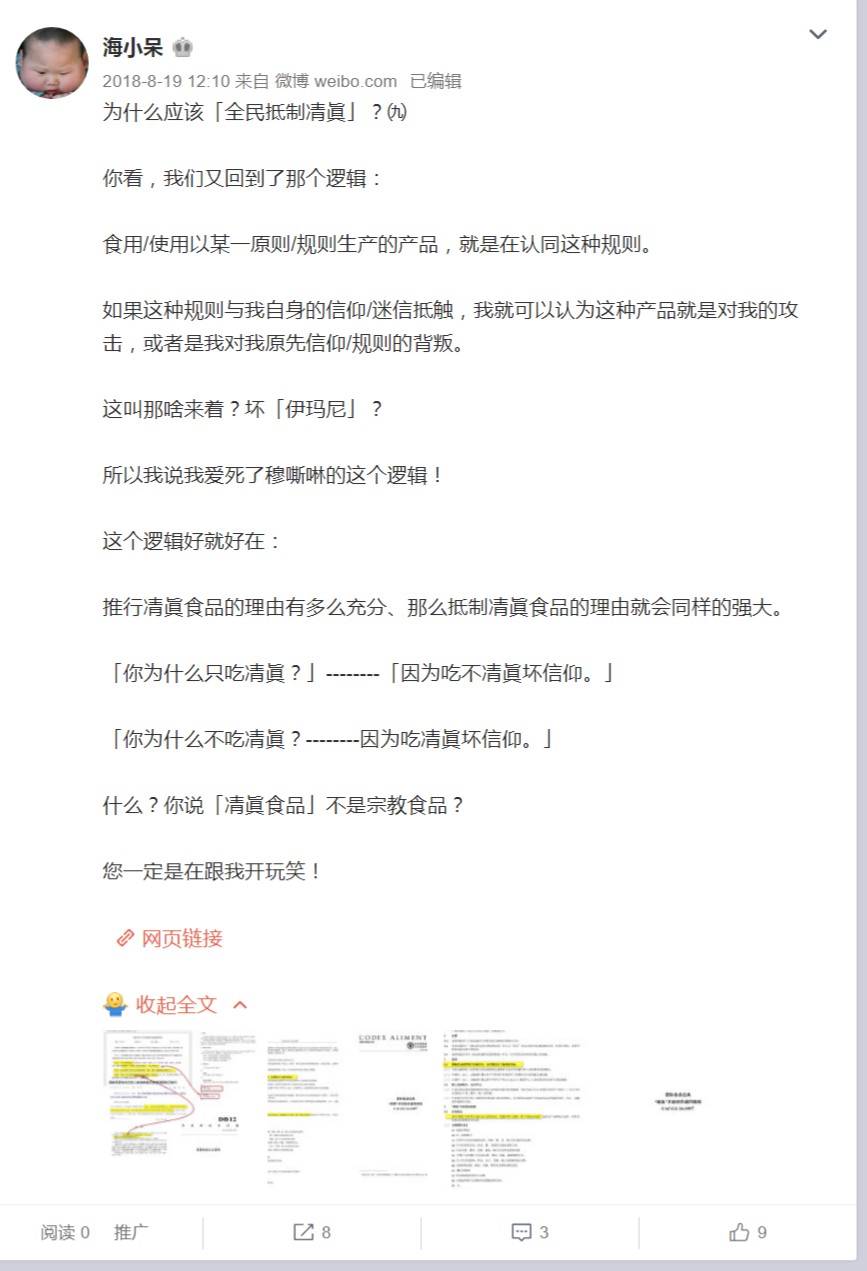 海小呆
2018-8-19 12:10 来自 微博 weibo.com 已编辑
为什么应该「全民抵制凊眞」？㈨
你看，我们又回到了那个逻辑：
食用/使用以某一原则/规则生产的产品，就是在认同这种规则。
如果这种规则与我自身的信仰/迷信抵触，我就可以认为这种产品就是对我的攻
击，或者是我对我原先信仰/规则的背叛。
这叫那啥来着？坏「伊玛尼」？
所以我说我爱死了穆嘶啉的这个逻辑！
这个逻辑好就好在：
推行凊眞食品的理由有多么充分、那么抵制凊眞食品的理由就会同样的强大。
「你为什么只吃凊眞？」--------「因为吃不凊眞坏信仰。」
「你为什么不吃凊眞？--------因为吃凊眞坏信仰。」
什么？你说「凊眞食品」不是宗教食品？
您一定是在跟我开玩笑！
网页链接
收起全文
CODEX ALIMENT
DB12
阅读 0 推广 8 3 9